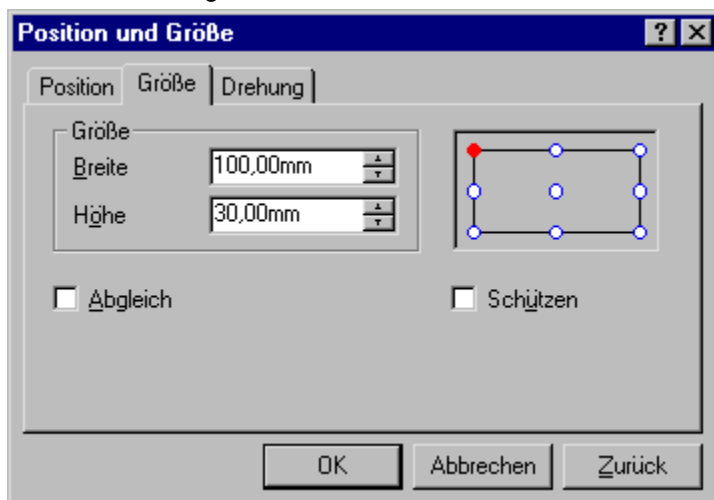 Position und Größe
Position Größe Drehung
Größe
Breite 100,00mm
Höhe 30,00mm
Abgleich Schützen
OK Abbrechen Zurück